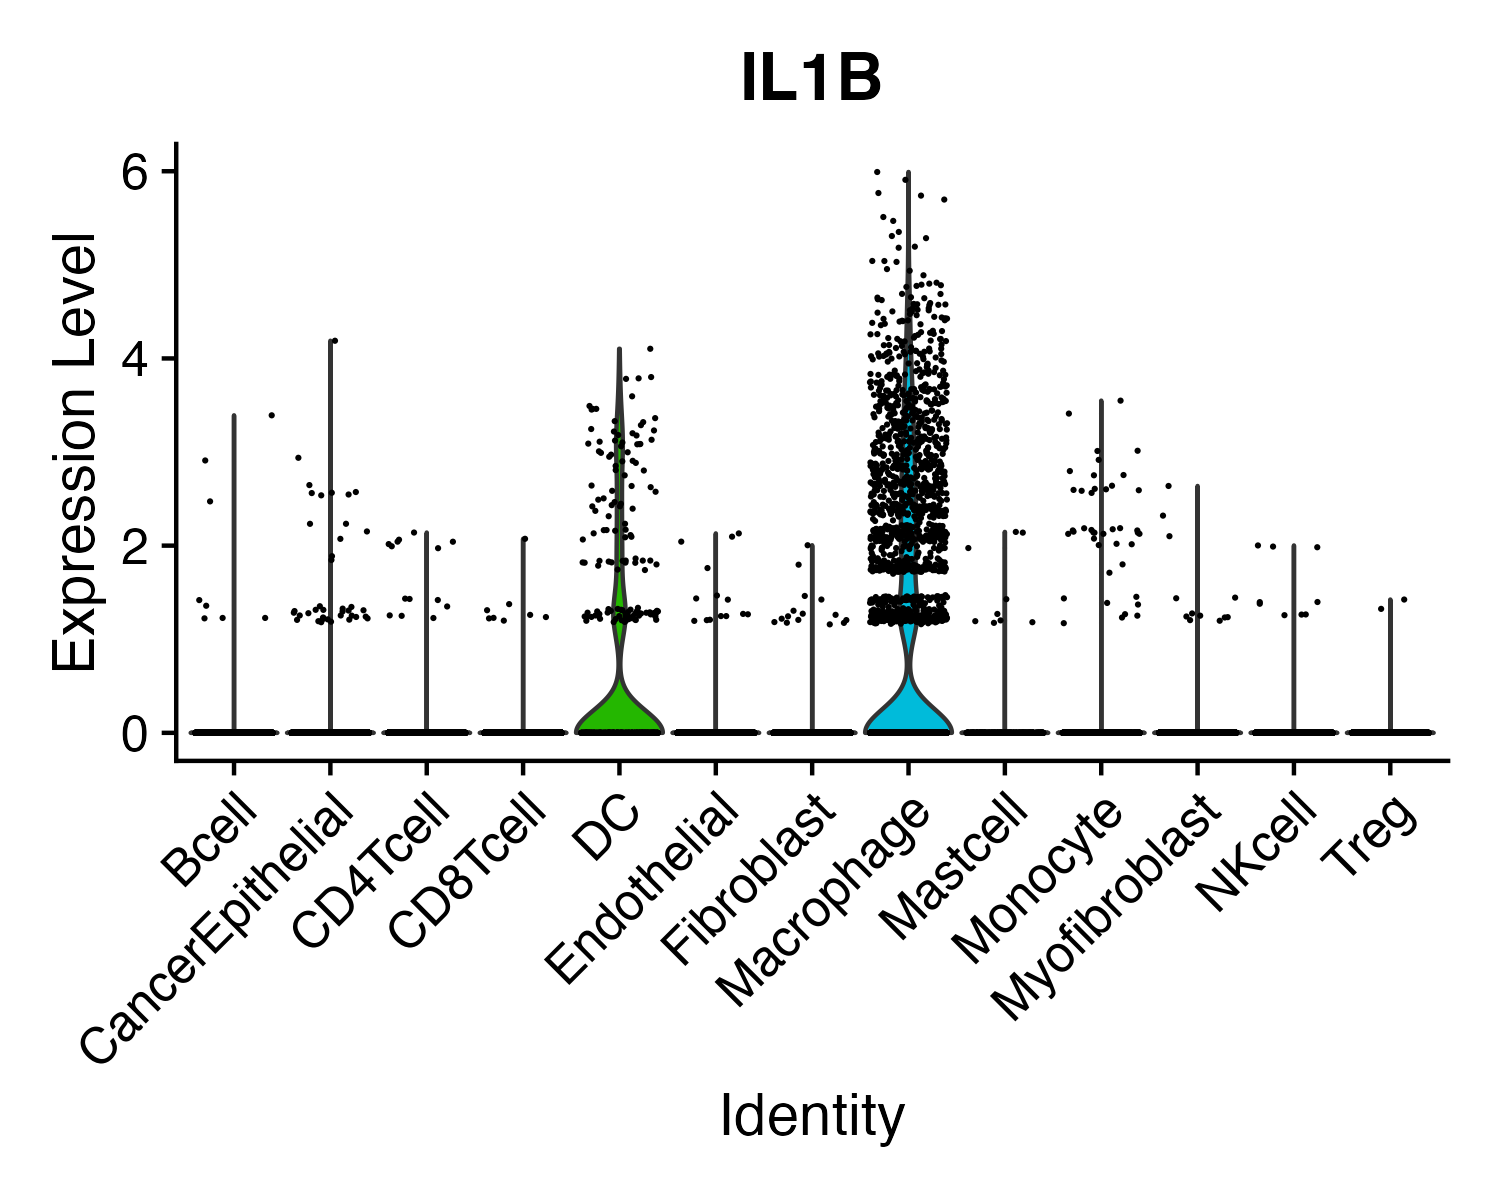 IL1B
Expression Level
6
4
2
0
Bcell
CancerEpithelial
CD4Tcell
CD8Tcell
DC
Endothelial
Fibroblast
Macrophage
Mastcell
Monocyte
Myofibroblast
NKcell
Treg
Identity